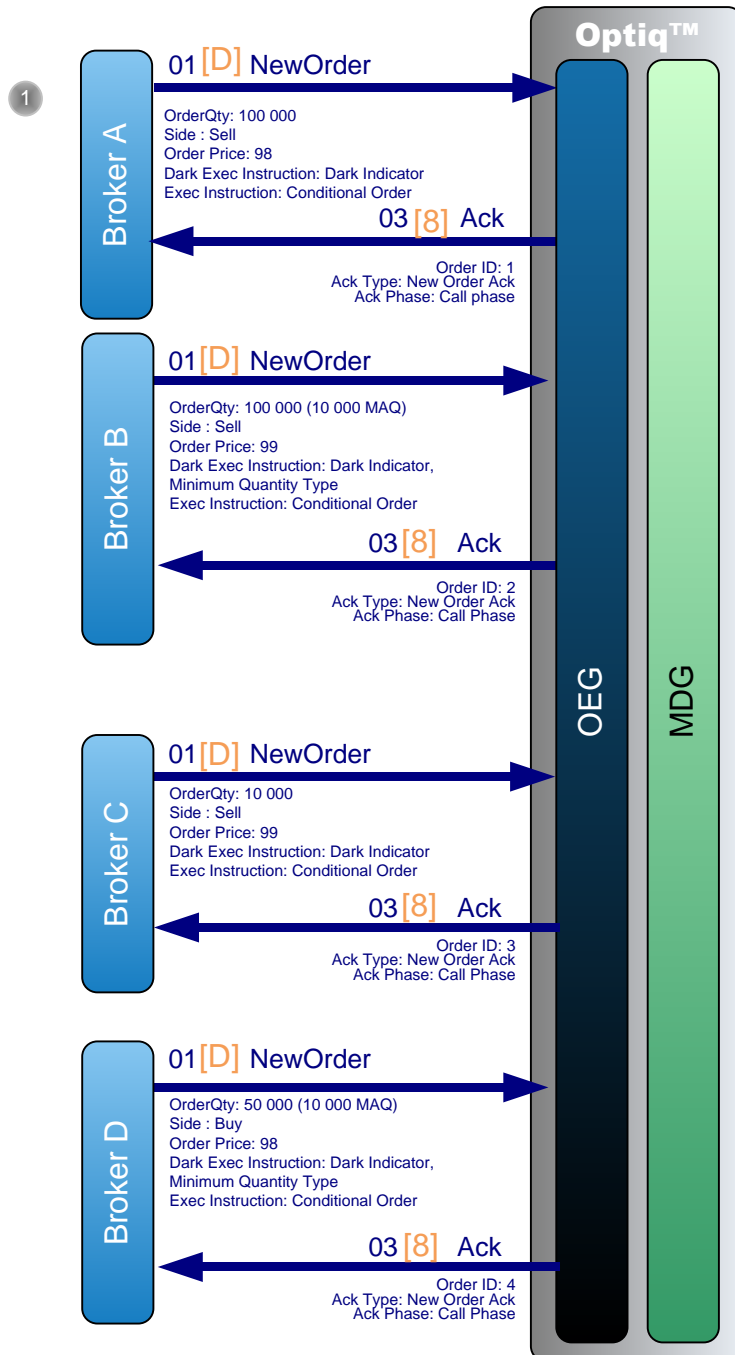 Optiq™
1
Broker A
01 [D] NewOrder
OrderQty: 100 000
Side : Sell
Order Price: 98
Dark Exec Instruction: Dark Indicator
Exec Instruction: Conditional Order
03 [8] Ack
Order ID: 1
Ack Type: New Order Ack
Ack Phase: Call phase
Broker B
01 [D] NewOrder
OrderQty: 100 000 (10 000 MAQ)
Side : Sell
Order Price: 99
Dark Exec Instruction: Dark Indicator,
Minimum Quantity Type
Exec Instruction: Conditional Order
03 [8] Ack
Order ID: 2
Ack Type: New Order Ack
Ack Phase: Call Phase
OEG
MDG
Broker C
01 [D] NewOrder
OrderQty: 10 000
Side : Sell
Order Price: 99
Dark Exec Instruction: Dark Indicator
Exec Instruction: Conditional Order
03 [8] Ack
Order ID: 3
Ack Type: New Order Ack
Ack Phase: Call Phase
Broker D
01 [D] NewOrder
OrderQty: 50 000 (10 000 MAQ)
Side : Buy
Order Price: 98
Dark Exec Instruction: Dark Indicator,
Minimum Quantity Type
Exec Instruction: Conditional Order
03 [8] Ack
Order ID: 4
Ack Type: New Order Ack
Ack Phase: Call Phase